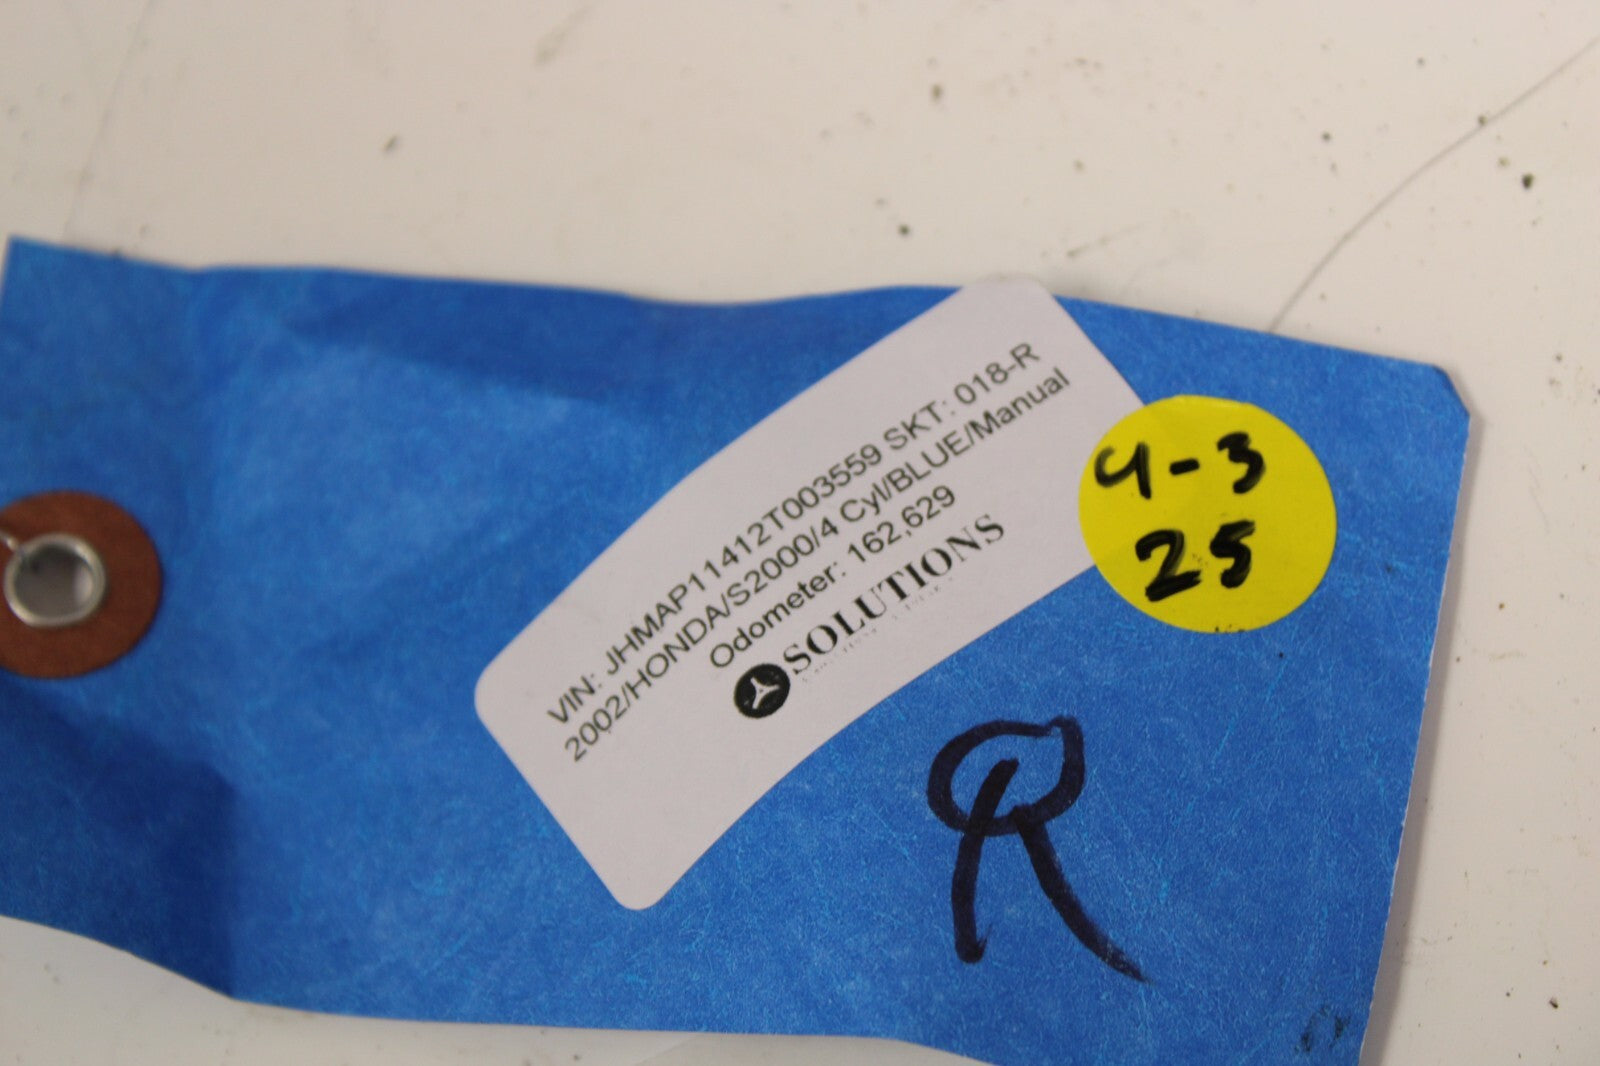 VIN: JHMAP11412T003559 SKT: 018-R
2002/HONDA/S2000/4 Cyl/BLUE/Manual
Odometer: 162,629
SOLUTIONS
4-3
25
R